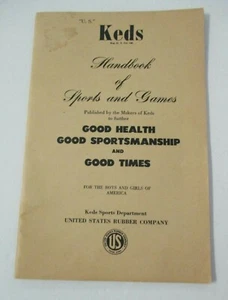 "U. S."
Keds
Handbook
of
Sports and Games
Published by the Makers of Keds
to further
GOOD HEALTH
GOOD SPORTSMANSHIP
AND
GOOD TIMES
FOR THE BOYS AND GIRLS OF
AMERICA
Keds Sports Department
UNITED STATES RUBBER COMPANY
US